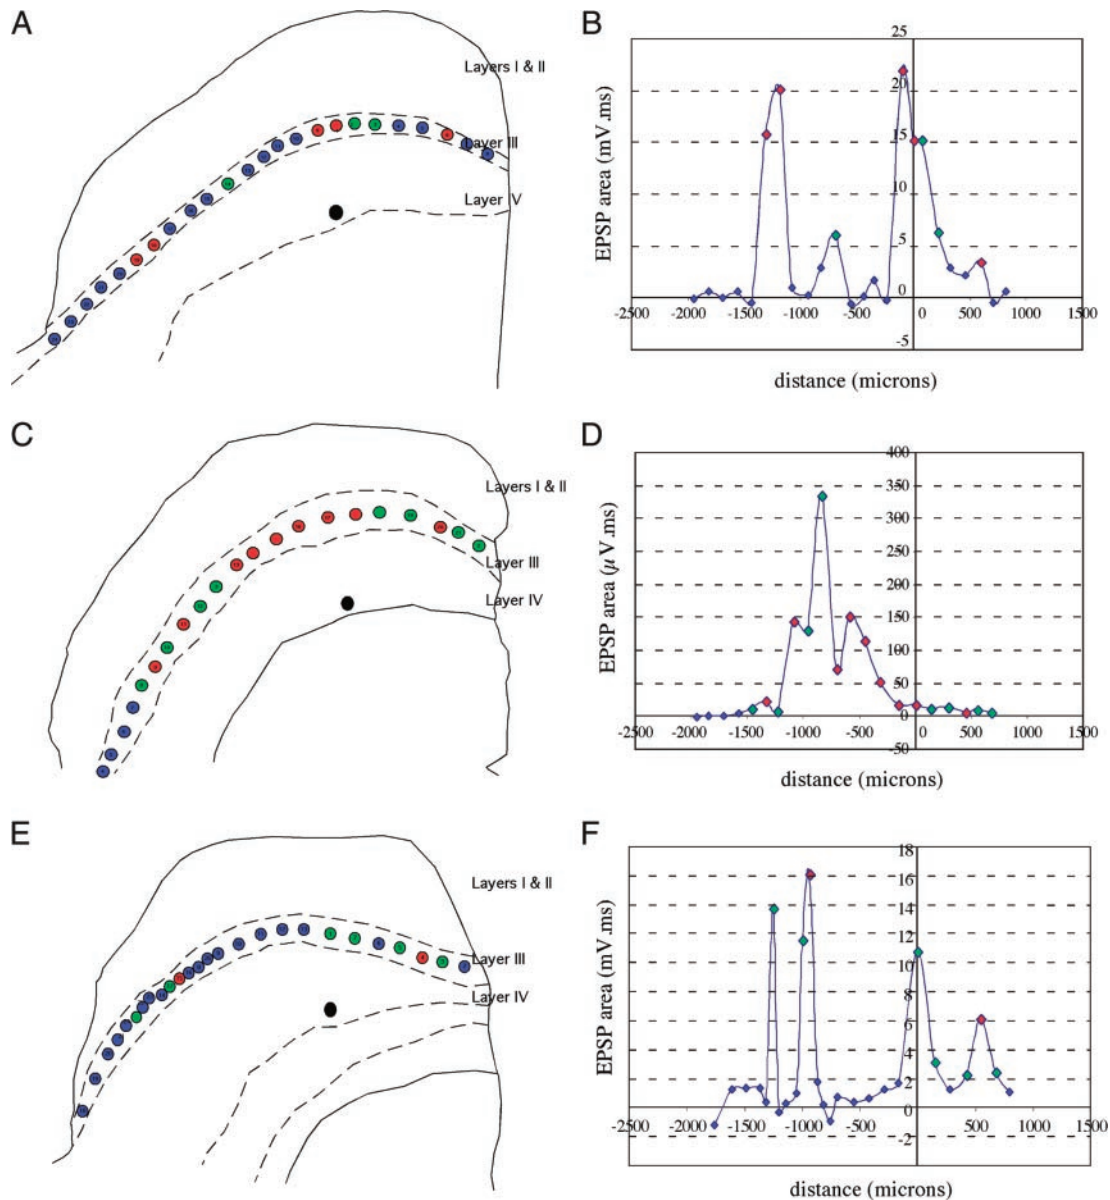 A
Layers I & II
Layer III
Layer IV
B
EPSP area (mV.ms)
25
20
15
10
5
0
-5
-2500 -2000 -1500 -1000 -500 0 500 1000 1500
distance (microns)
C
Layers I & II
Layer III
Layer IV
D
EPSP area (μV.ms)
400
350
300
250
200
150
100
50
0
-50
-2500 -2000 -1500 -1000 -500 0 500 1000 1500
distance (microns)
E
Layers I & II
Layer III
Layer IV
F
EPSP area (mV.ms)
18
16
14
12
10
8
6
4
2
0
-2
-2500 -2000 -1500 -1000 -500 0 500 1000 1500
distance (microns)